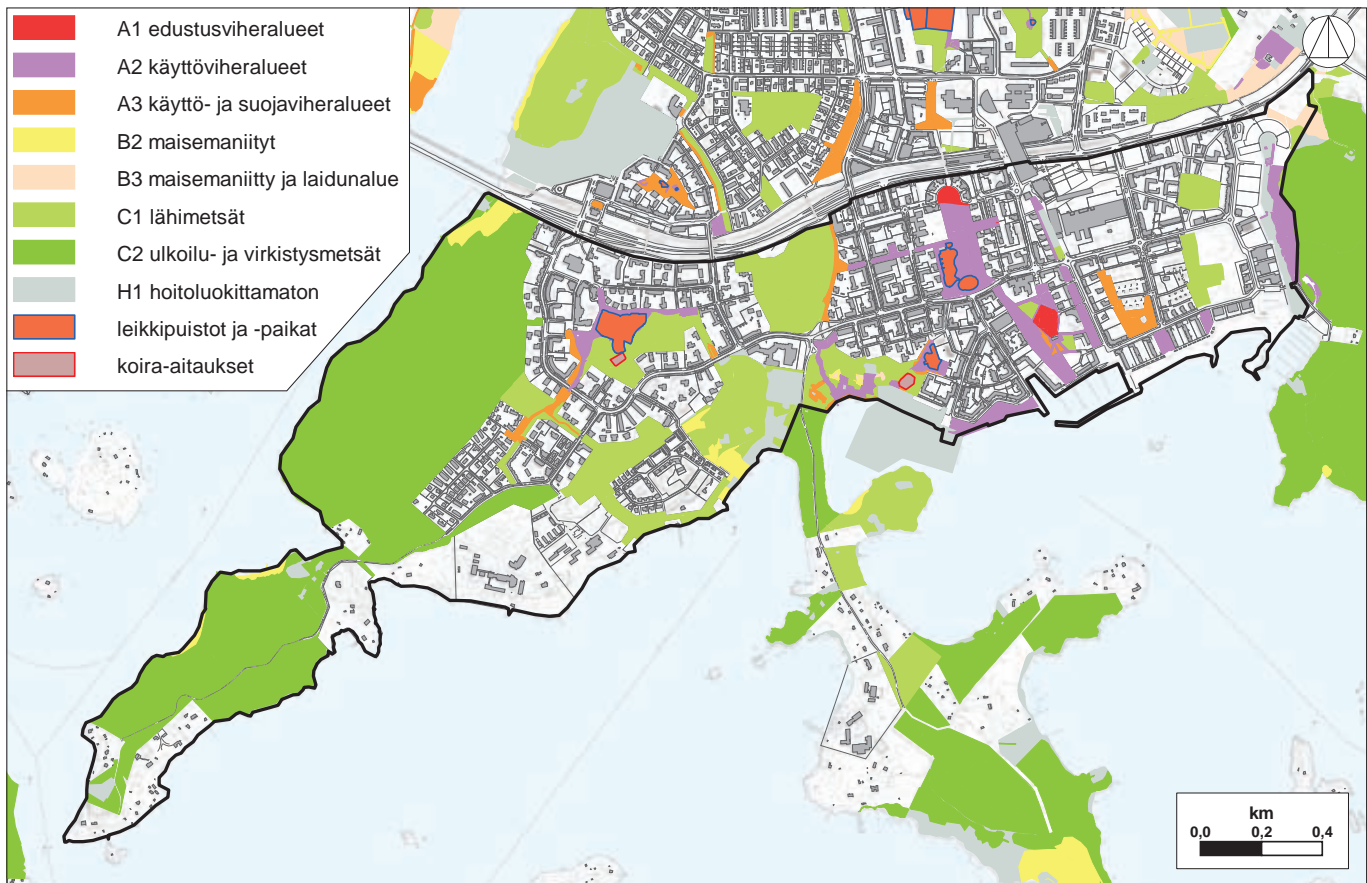 A1 edustusviheralueet
A2 käyttöviheralueet
A3 käyttö- ja suojaviheralueet
B2 maisemaniityt
B3 maisemaniitty ja laidunalue
C1 lähimetsät
C2 ulkoilu- ja virkistysmetsät
H1 hoitoluokittamaton
leikkipuistot ja -paikat
koira-aitaukset
km
0,0 0,2 0,4